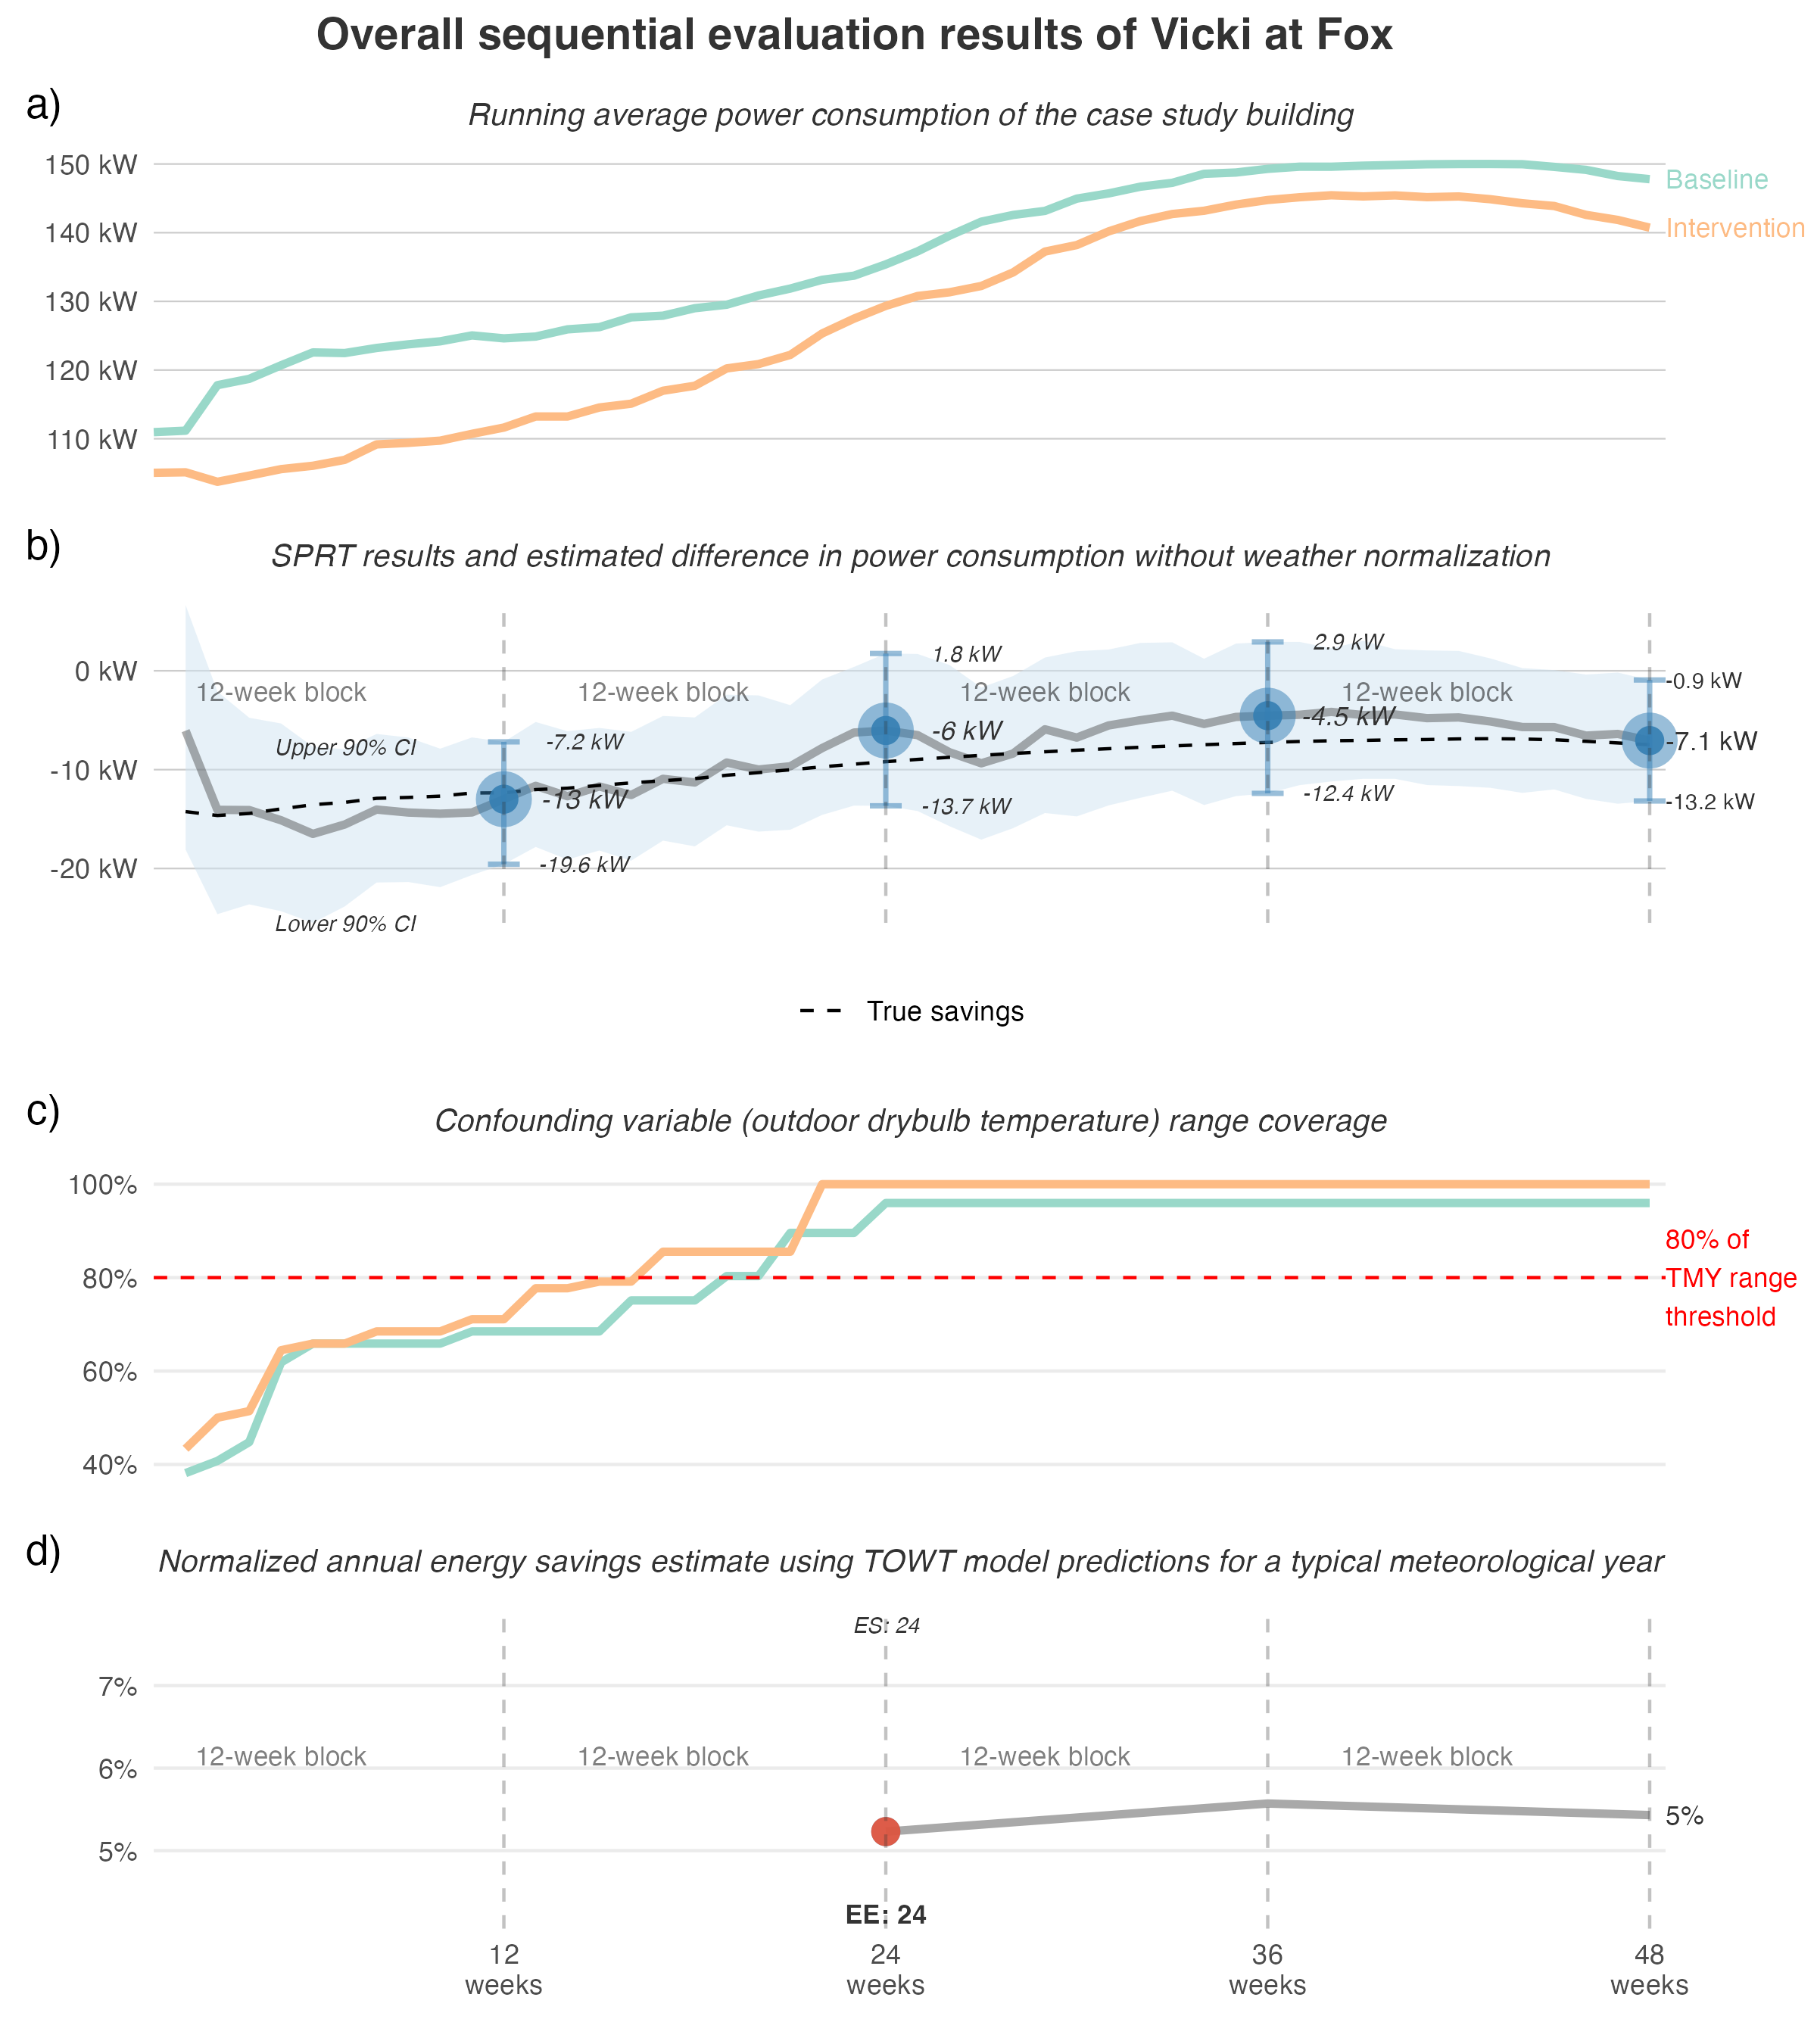 Overall sequential evaluation results of Vicki at Fox
a)
Running average power consumption of the case study building
150 kW
Baseline
Intervention
140 kW
130 kW
120 kW
110 kW
b)
SPRT results and estimated difference in power consumption without weather normalization
1.8 kW
2.9 kW
0 kW
-0.9 kW
12-week block
12-week block
12-week block
12-week block
-4.5 kW
-6 kW
Upper 90% CI
-7.2 kW
-7.1 kW
-10 kW
-13 kW
-13.7 kW
-12.4 kW
-13.2 kW
-19.6 kW
-20 kW
Lower 90% CI
True savings
c)
Confounding variable (outdoor drybulb temperature) range coverage
100%
80%
60%
40%
80% of
TMY range
threshold
d)
Normalized annual energy savings estimate using TOWT model predictions for a typical meteorological year
ES: 24
7%
12-week block
12-week block
12-week block
12-week block
6%
5%
5%
EE: 24
12
weeks
24
weeks
36
weeks
48
weeks